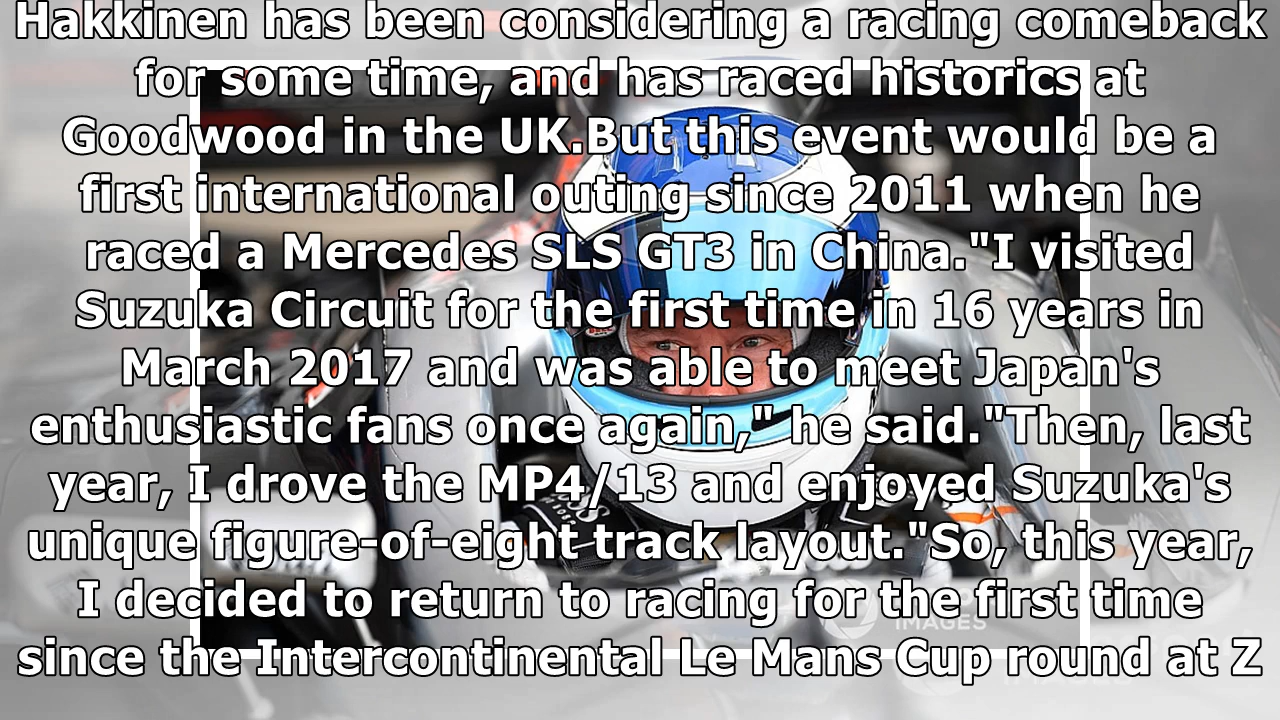 Hakkinen has been considering a racing comeback
for some time, and has raced historics at
Goodwood in the UK.But this event would be a
first international outing since 2011 when he
raced a Mercedes SLS GT3 in China."I visited
Suzuka Circuit for the first time in 16 years in
March 2017 and was able to meet Japan's
enthusiastic fans once again," he said."Then, last
year, I drove the MP4/13 and enjoyed Suzuka's
unique figure-of-eight track layout."So, this year,
I decided to return to racing for the first time
since the Intercontinental Le Mans Cup round at Z
IMAGES